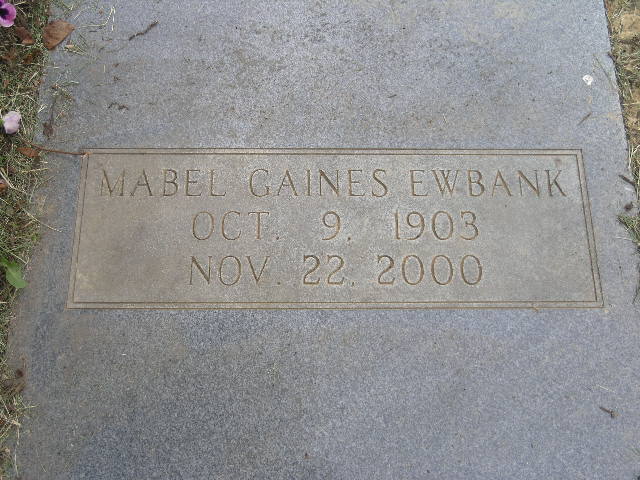 MABEL GAINES EWBANK
OCT. 9. 1903
NOV. 22. 2000